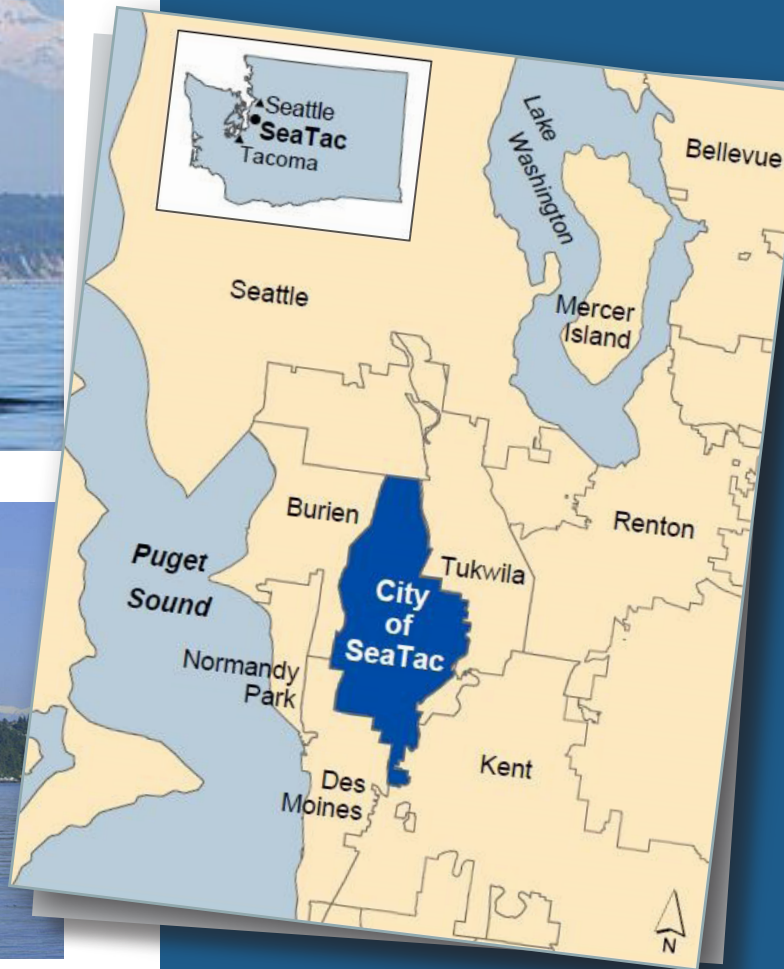 Seattle
SeaTac
Tacoma
Lake
Washington
Bellevue
Seattle
Mercer
Island
Burien
Renton
Puget
Sound
Tukwila
City
of
SeaTac
Normandy
Park
Kent
Des
Moines
N